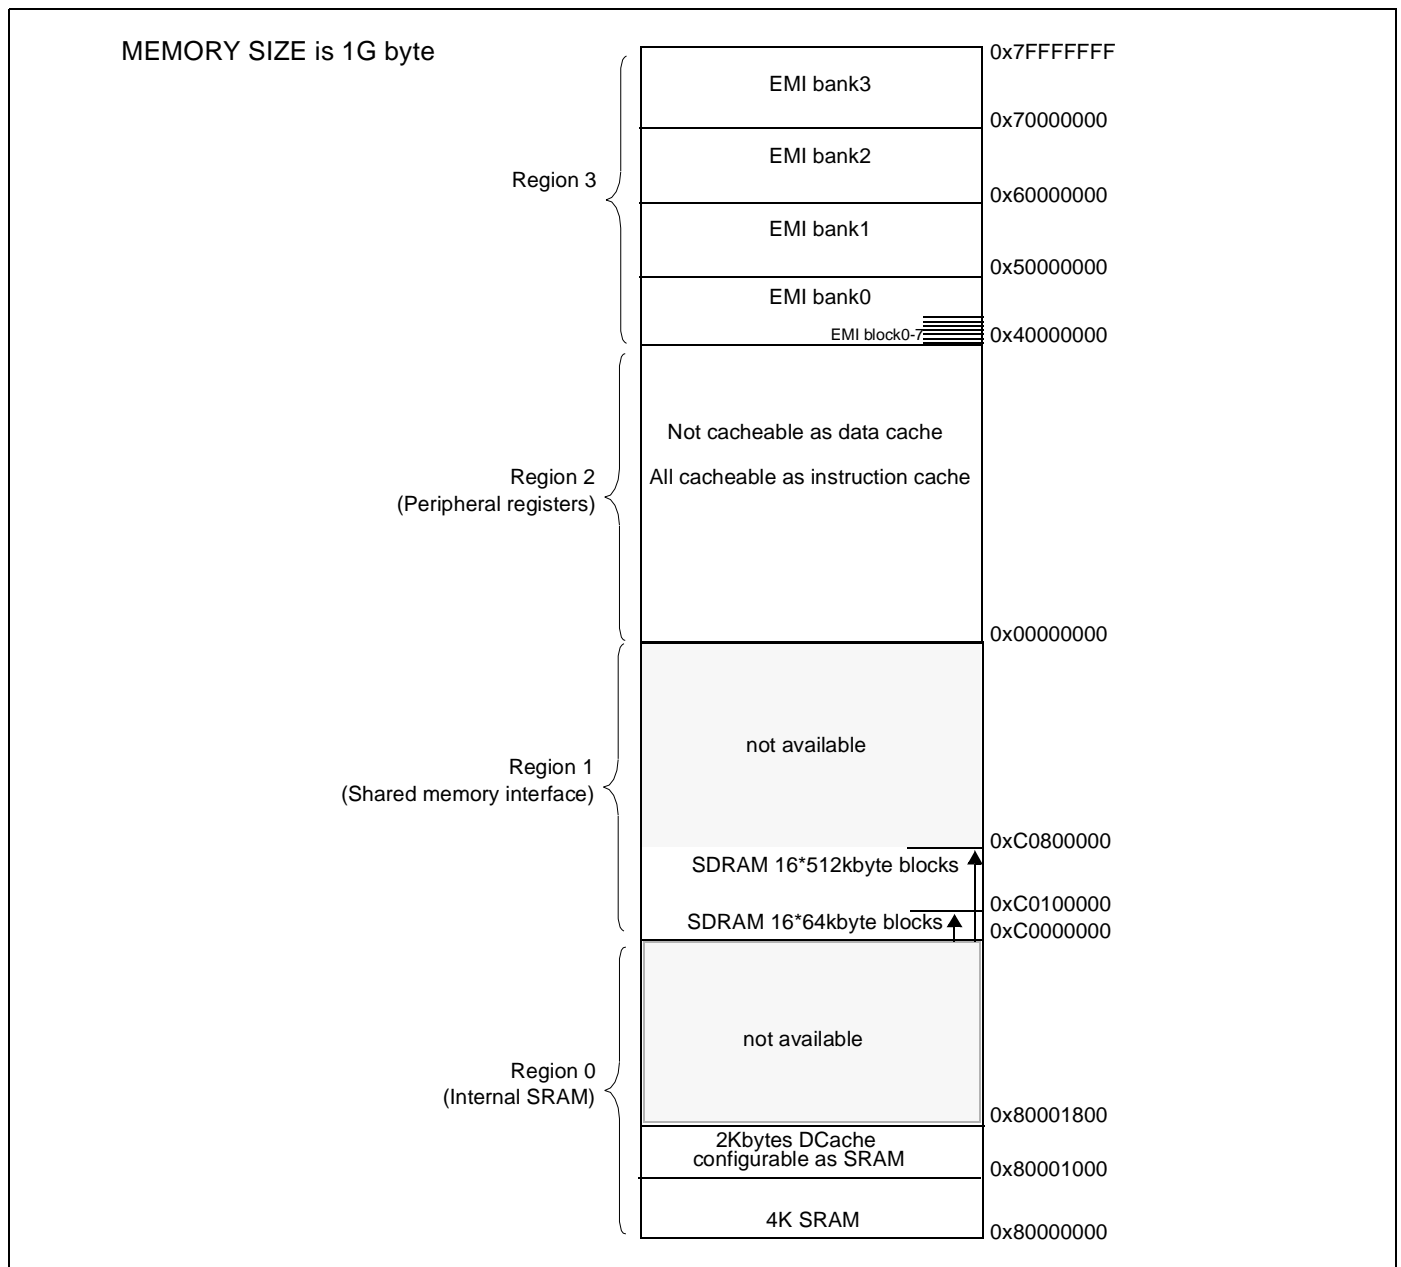 MEMORY SIZE is 1G byte
0x7FFFFFFF
EMI bank3
0x70000000
EMI bank2
Region 3
0x60000000
EMI bank1
0x50000000
EMI bank0
EMI block0-7
0x40000000
Not cacheable as data cache
Region 2
(Peripheral registers)
All cacheable as instruction cache
0x00000000
not available
Region 1
(Shared memory interface)
0xC0800000
SDRAM 16*512kbyte blocks
0xC0100000
SDRAM 16*64kbyte blocks
0xC0000000
not available
Region 0
(Internal SRAM)
0x80001800
2Kbytes DCache
configurable as SRAM
0x80001000
4K SRAM
0x80000000